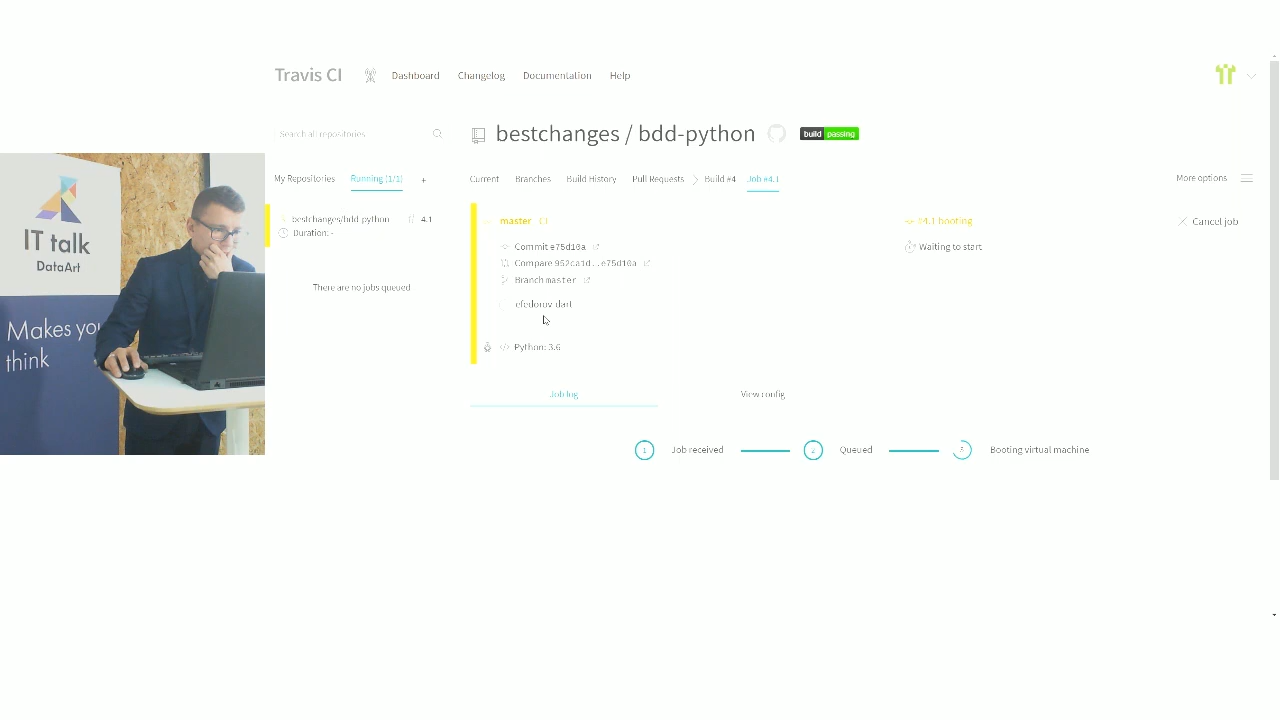 Travis CI
Dashboard
Changelog
Documentation
Help
Search all repositories
bestchanges / bdd-python
build passing
My Repositories
Running (1/1)
+
Current
Branches
Build History
Pull Requests
Build #4
Job #4.1
More options
bestchanges/bdd-python
4.1
Duration: -
There are no jobs queued
master
#4.1 booting
Cancel job
Commit e75d10a
Waiting to start
Compare 952ca1d..e75d10a
Branch master
efedorov-dart
Python: 3.6
Job log
View config
1
Job received
2
Queued
3
Booting virtual machine
IT talk
DataArt
Makes you
think